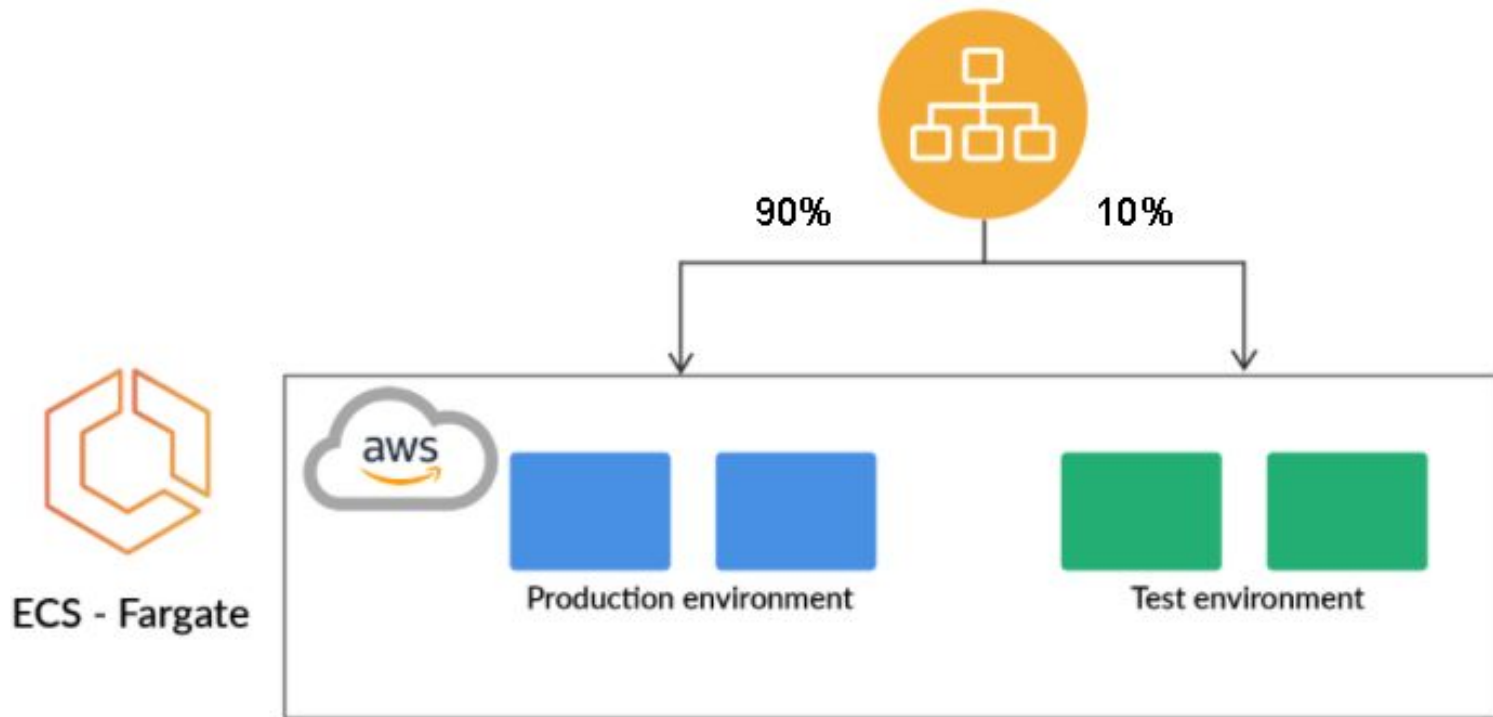 90%
10%
aws
Production environment
Test environment
ECS - Fargate